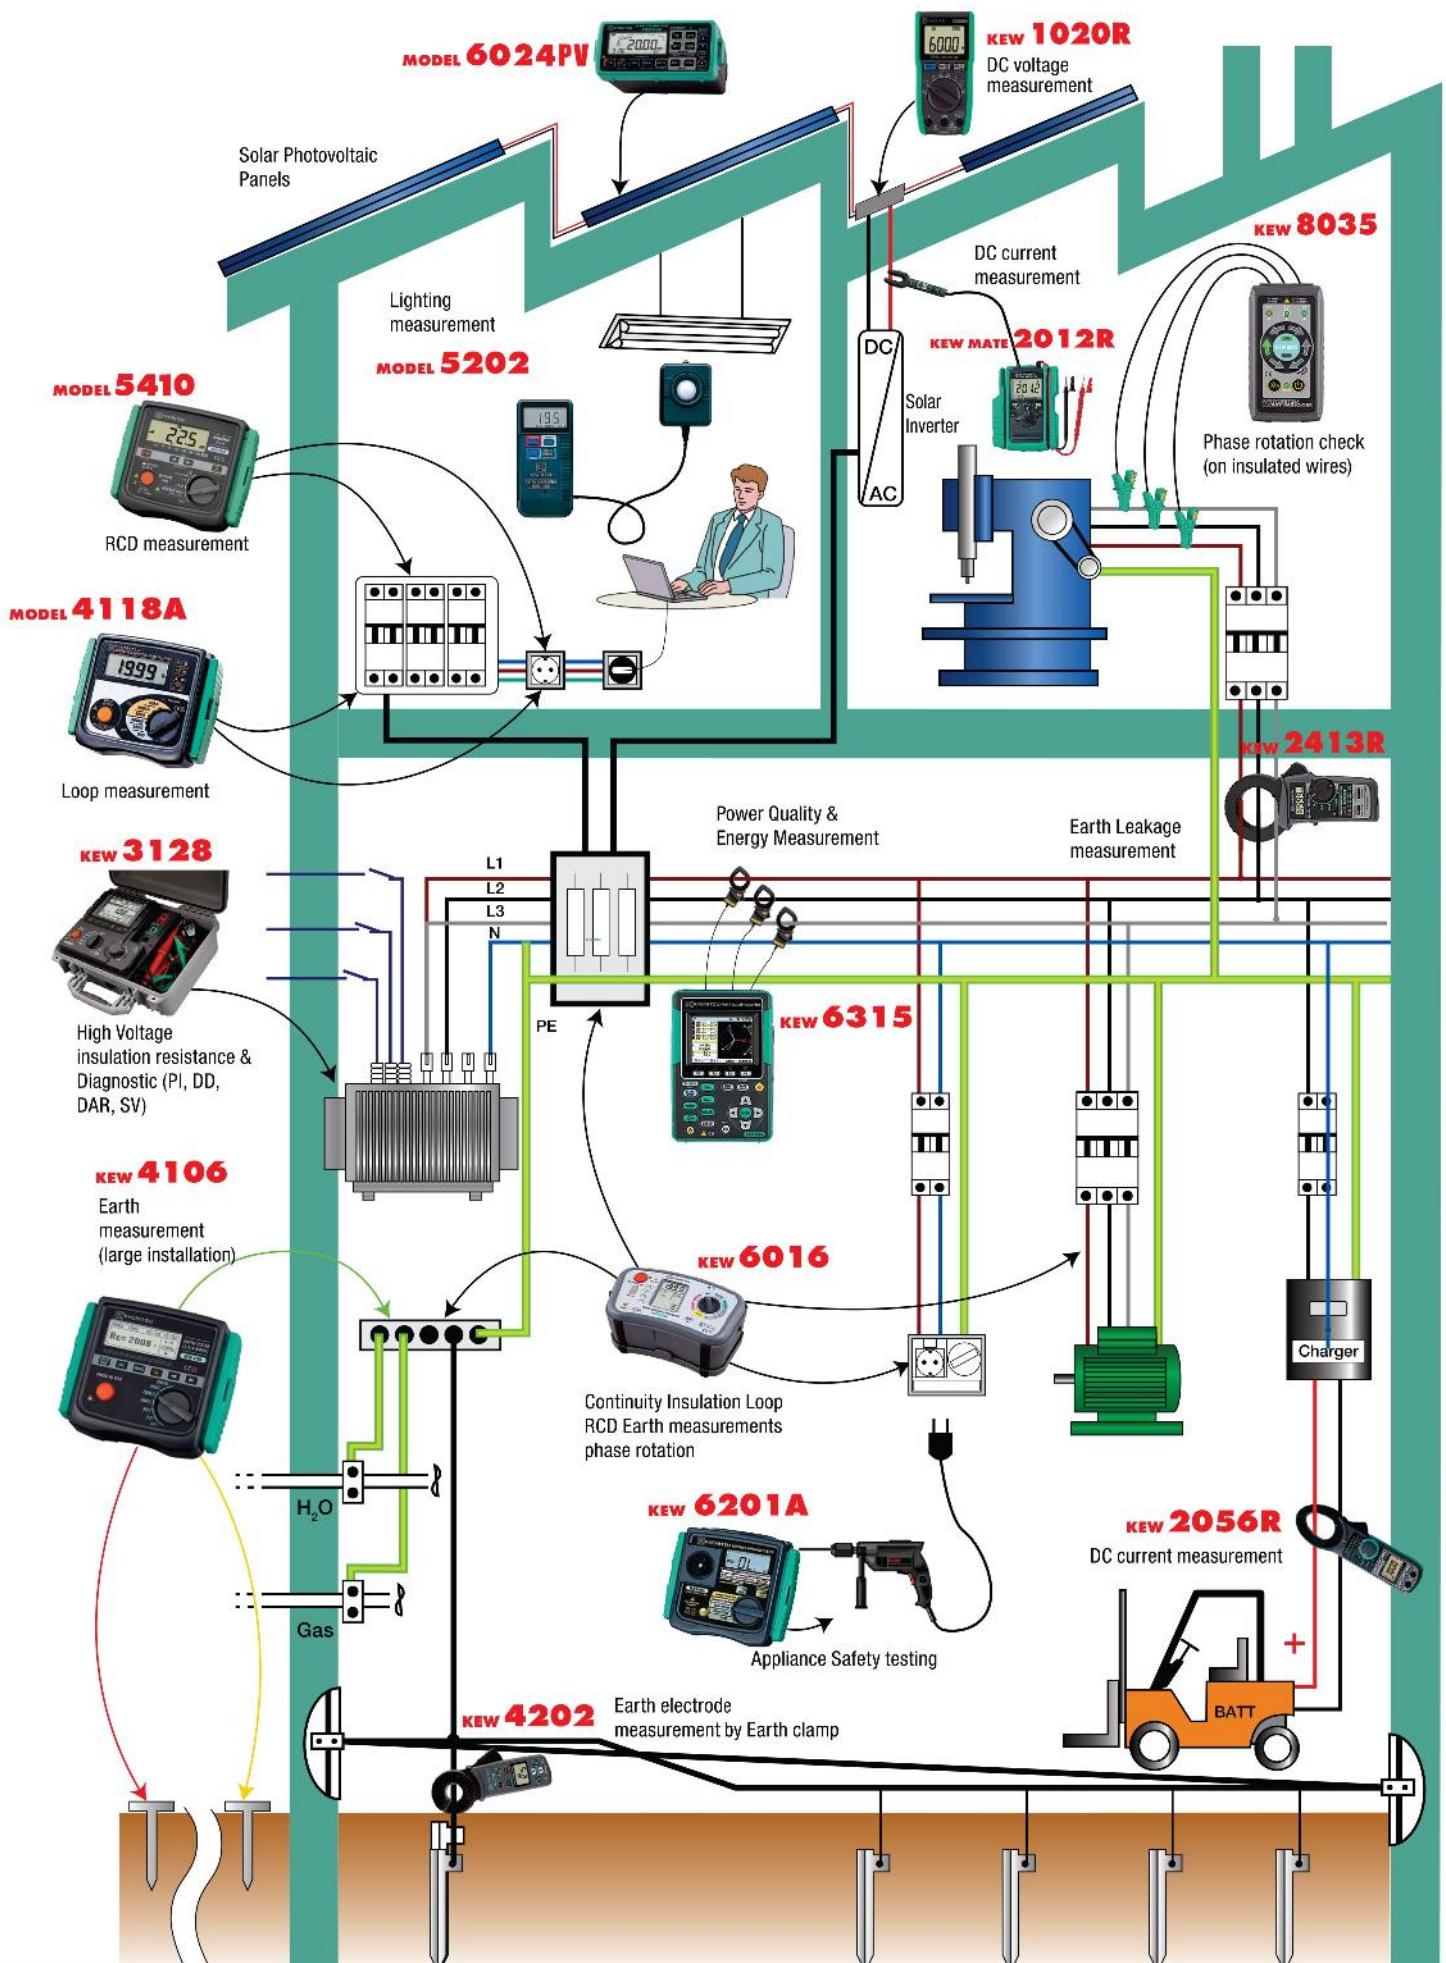 MODEL 6024PV
KEW 1020R
DC voltage
measurement
Solar Photovoltaic
Panels
KEW 8035
DC current
measurement
Lighting
measurement
KEW MATE 2012R
DC
MODEL 5202
MODEL 5410
Solar
Inverter
Phase rotation check
(on insulated wires)
AC
RCD measurement
MODEL 4118A
KEW 2413R
Loop measurement
Power Quality &
Energy Measurement
Earth Leakage
measurement
KEW 3128
L1
L2
L3
N
KEW 6315
PE
High Voltage
insulation resistance &
Diagnostic (PI, DD,
DAR, SV)
KEW 4106
Earth
measurement
(large installation)
KEW 6016
Charger
Continuity Insulation Loop
RCD Earth measurements
phase rotation
H2O
KEW 6201A
KEW 2056R
DC current measurement
Gas
+
Appliance Safety testing
BATT
KEW 4202
Earth electrode
measurement by Earth clamp